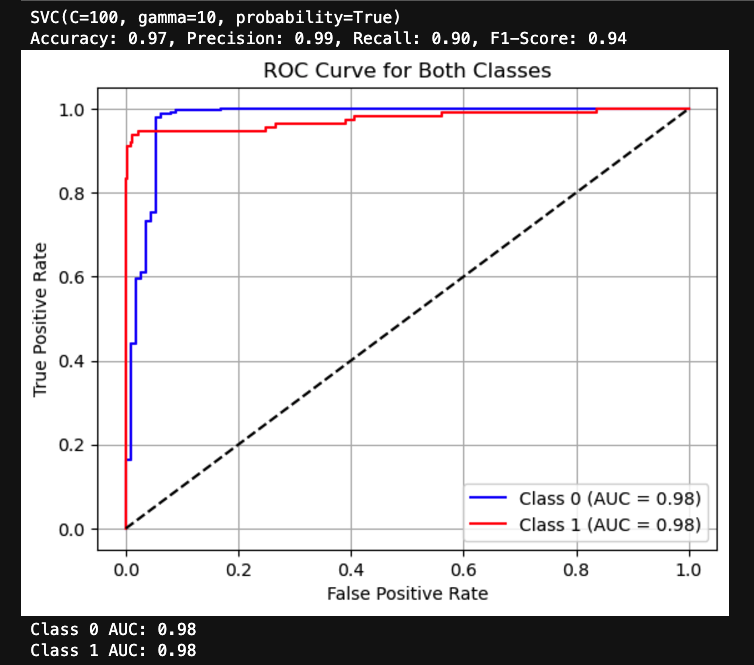 SVC(C=100, gamma=10, probability=True)
Accuracy: 0.97, Precision: 0.99, Recall: 0.90, F1-Score: 0.94
ROC Curve for Both Classes
1.0
0.8
0.6
0.4
0.2
0.0
True Positive Rate
Class 0 (AUC = 0.98)
Class 1 (AUC = 0.98)
0.0 0.2 0.4 0.6 0.8 1.0
False Positive Rate
Class 0 AUC: 0.98
Class 1 AUC: 0.98